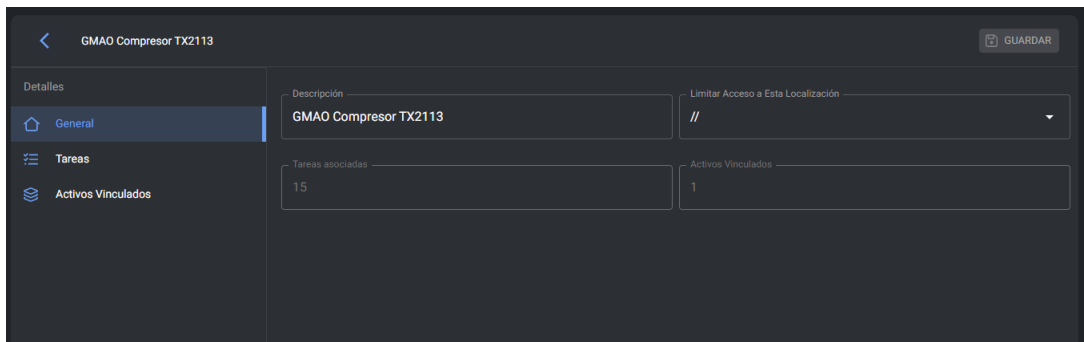 GMAO Compresor TX2113
GUARDAR
Detalles
General
Tareas
Activos Vinculados
Descripción
GMAO Compresor TX2113
Limitar Acceso a Esta Localización
//
Tareas asociadas
15
Activos Vinculados
1